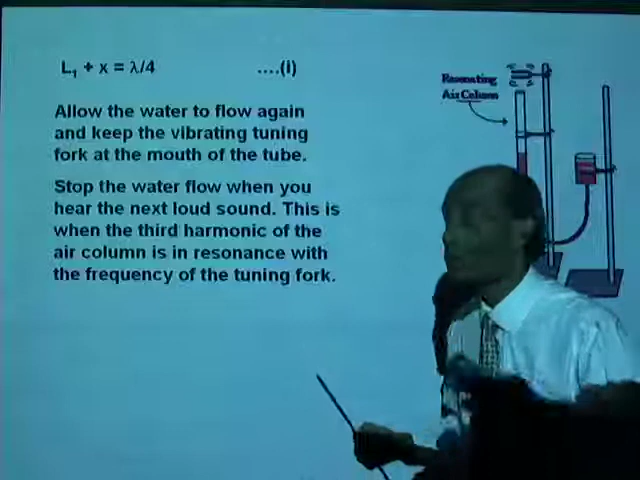 L₁ + x = λ/4 ....(i)
Allow the water to flow again
and keep the vibrating tuning
fork at the mouth of the tube.
Stop the water flow when you
hear the next loud sound. This is
when the third harmonic of the
air column is in resonance with
the frequency of the tuning fork.
Resonating
Air Column